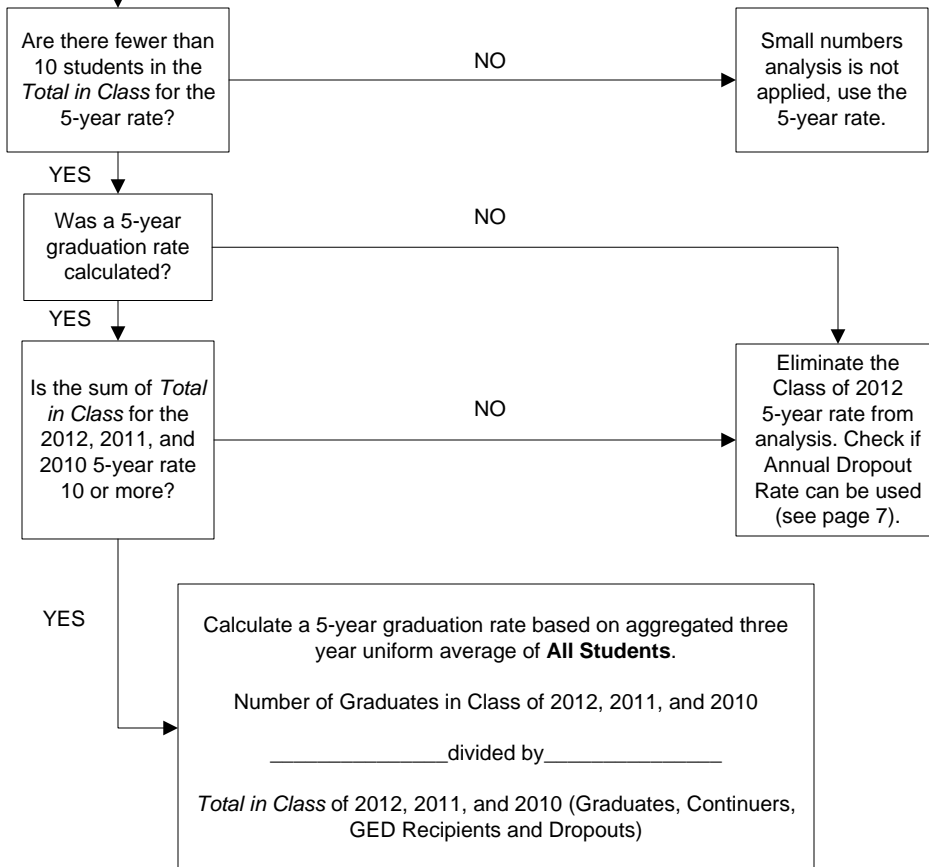 Are there fewer than
10 students in the
Total in Class for the
5-year rate?
NO
Small numbers
analysis is not
applied, use the
5-year rate.
YES
Was a 5-year
graduation rate
calculated?
NO
YES
Is the sum of Total
in Class for the
2012, 2011, and
2010 5-year rate
10 or more?
NO
Eliminate the
Class of 2012
5-year rate from
analysis. Check if
Annual Dropout
Rate can be used
(see page 7).
YES
Calculate a 5-year graduation rate based on aggregated three
year uniform average of All Students.
Number of Graduates in Class of 2012, 2011, and 2010
_______________divided by_________________
Total in Class of 2012, 2011, and 2010 (Graduates, Continuers,
GED Recipients and Dropouts)